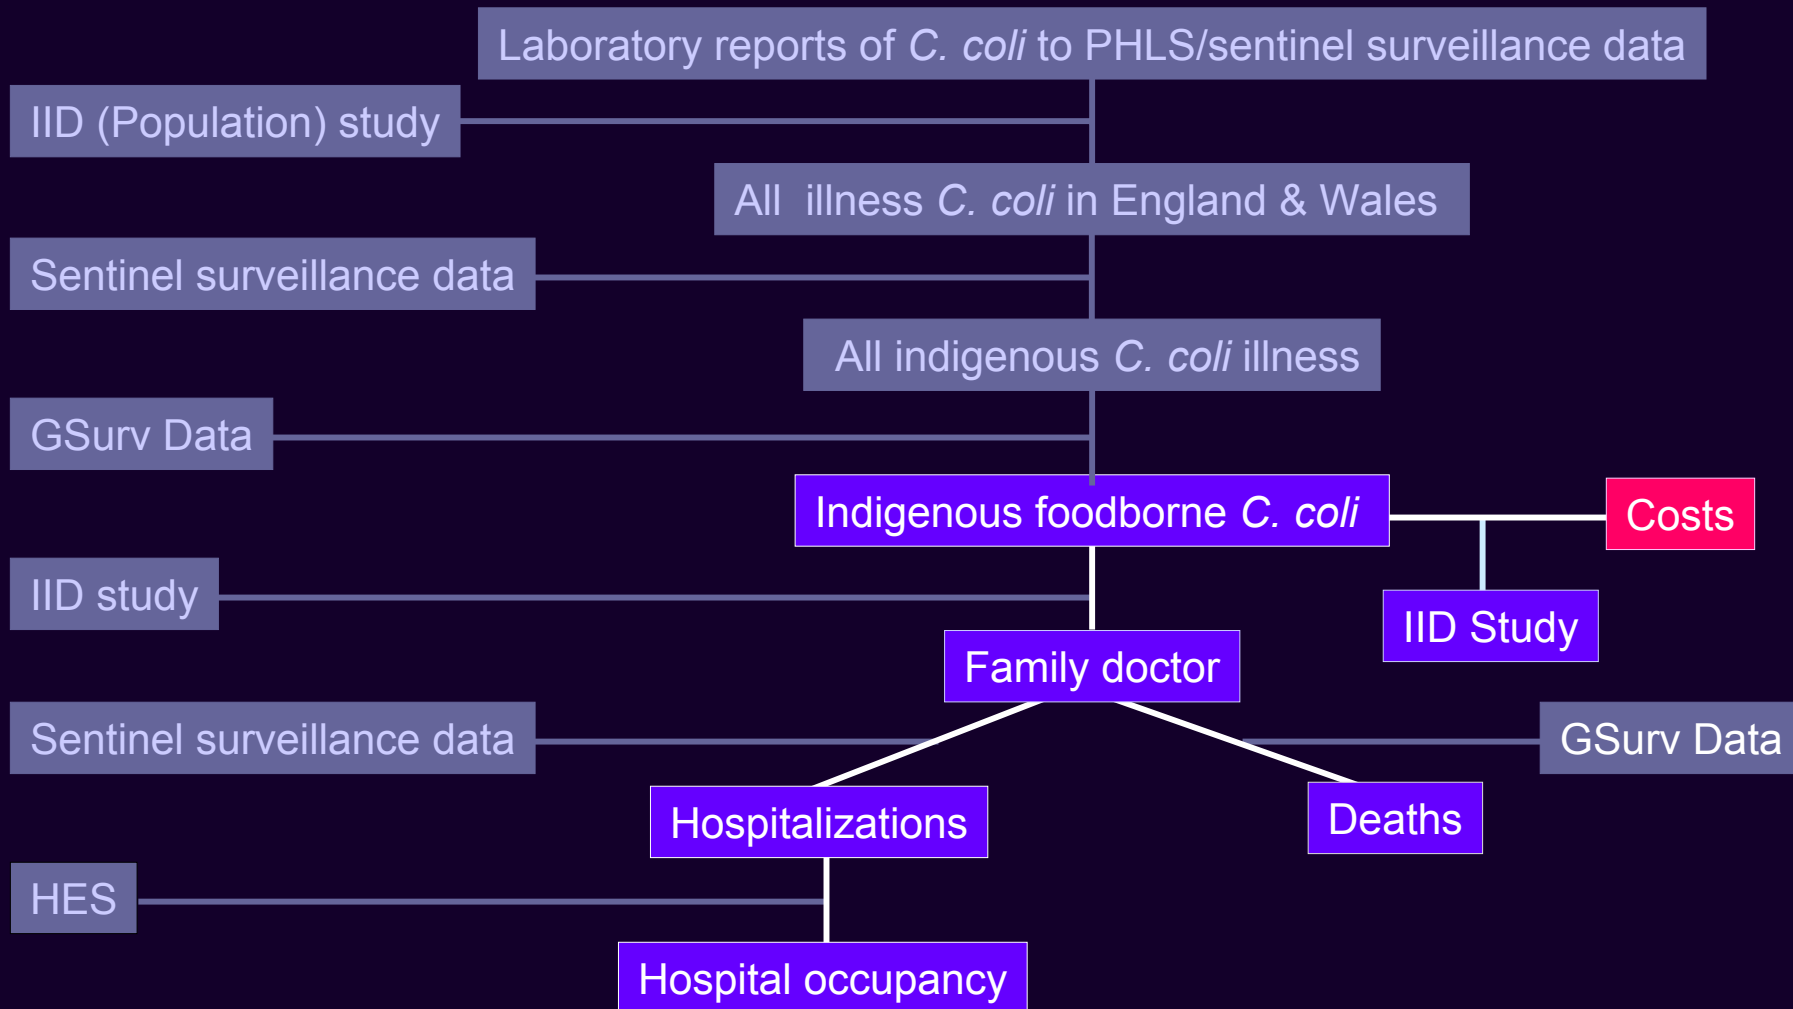 Laboratory reports of C. coli to PHLS/sentinel surveillance data
IID (Population) study
All illness C. coli in England & Wales
Sentinel surveillance data
All indigenous C. coli illness
GSurv Data
Indigenous foodborne C. coli
Costs
IID study
IID Study
Family doctor
Sentinel surveillance data
GSurv Data
Hospitalizations
Deaths
HES
Hospital occupancy